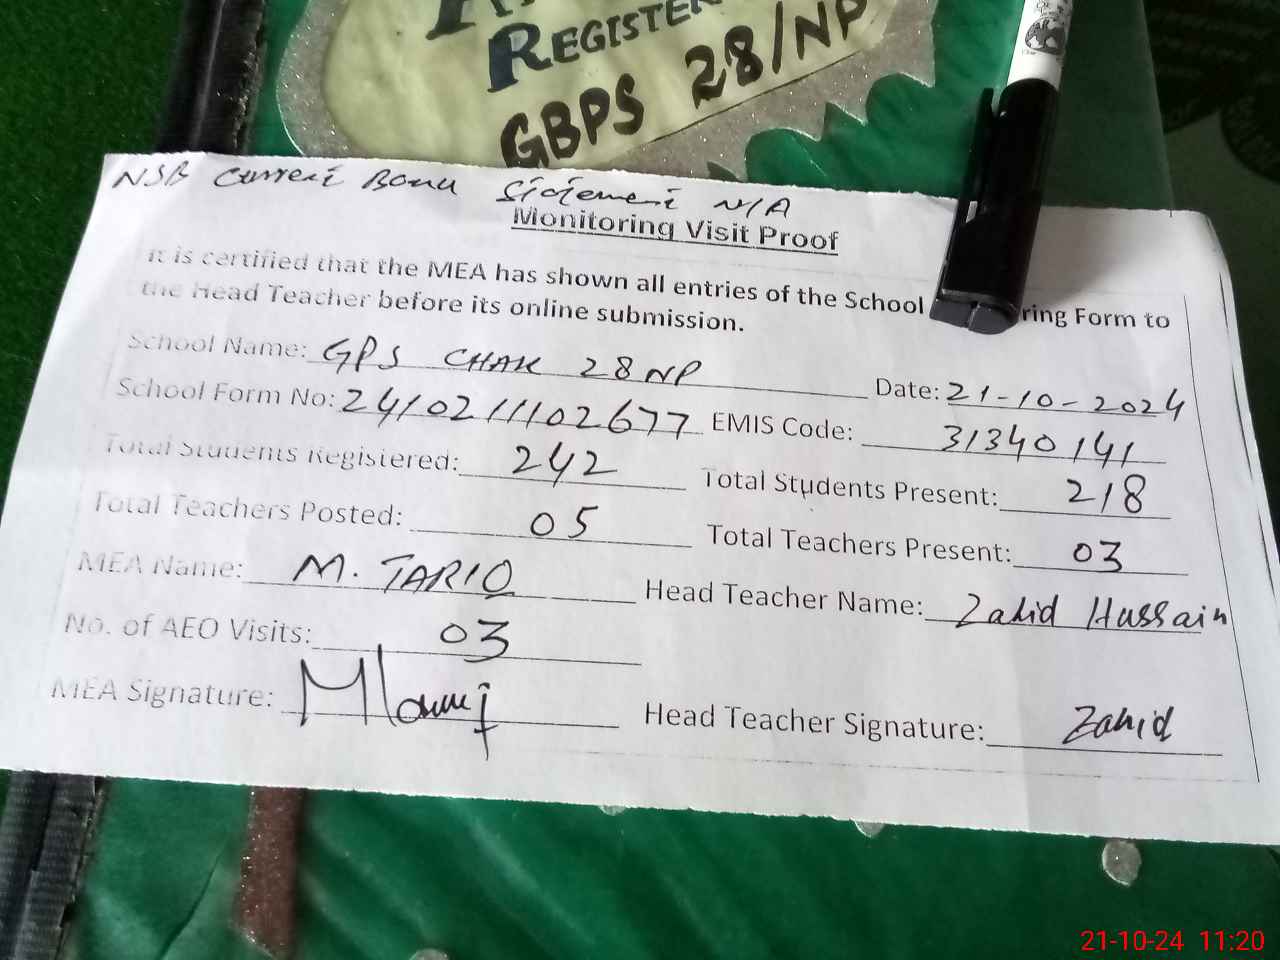 REGISTER
GBPS 28/NP
NSB Current Bank Statement N/A
Monitoring Visit Proof
It is certified that the MEA has shown all entries of the School ring Form to
the Head Teacher before its online submission.
School Name: GPS CHAK 28 NP Date: 21-10-2024
School Form No: 2410211102677 EMIS Code: 31340141
Total Students Registered: 242 Total Students Present: 218
Total Teachers Posted: 05 Total Teachers Present: 03
MEA Name: M. TARIQ Head Teacher Name: Zahid Hussain
No. of AEO Visits: 03
MEA Signature: Head Teacher Signature: Zahid
21-10-24 11:20